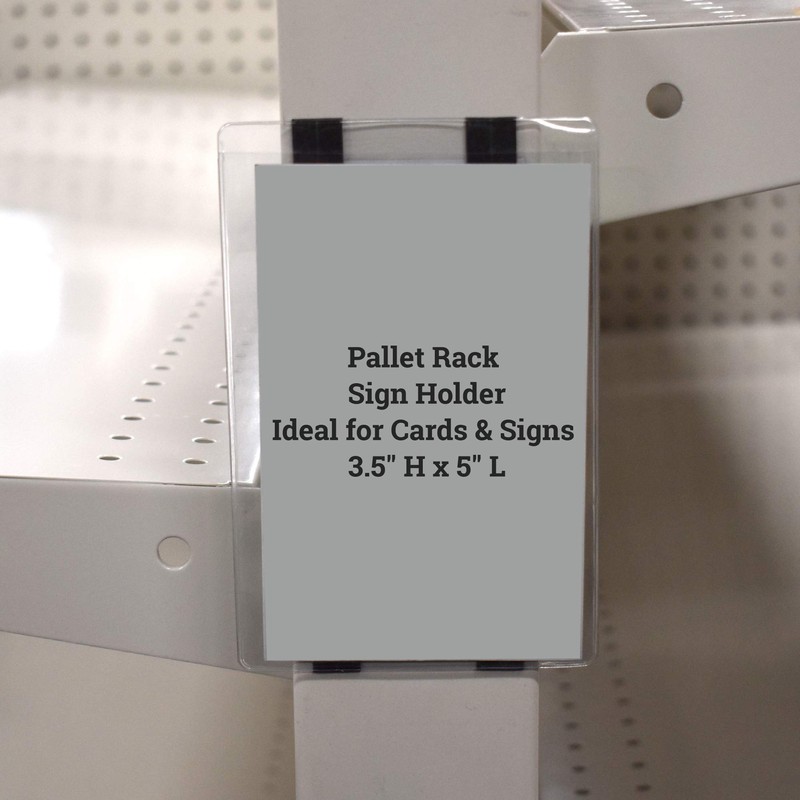 Pallet Rack
Sign Holder
Ideal for Cards & Signs
3.5" H x 5" L